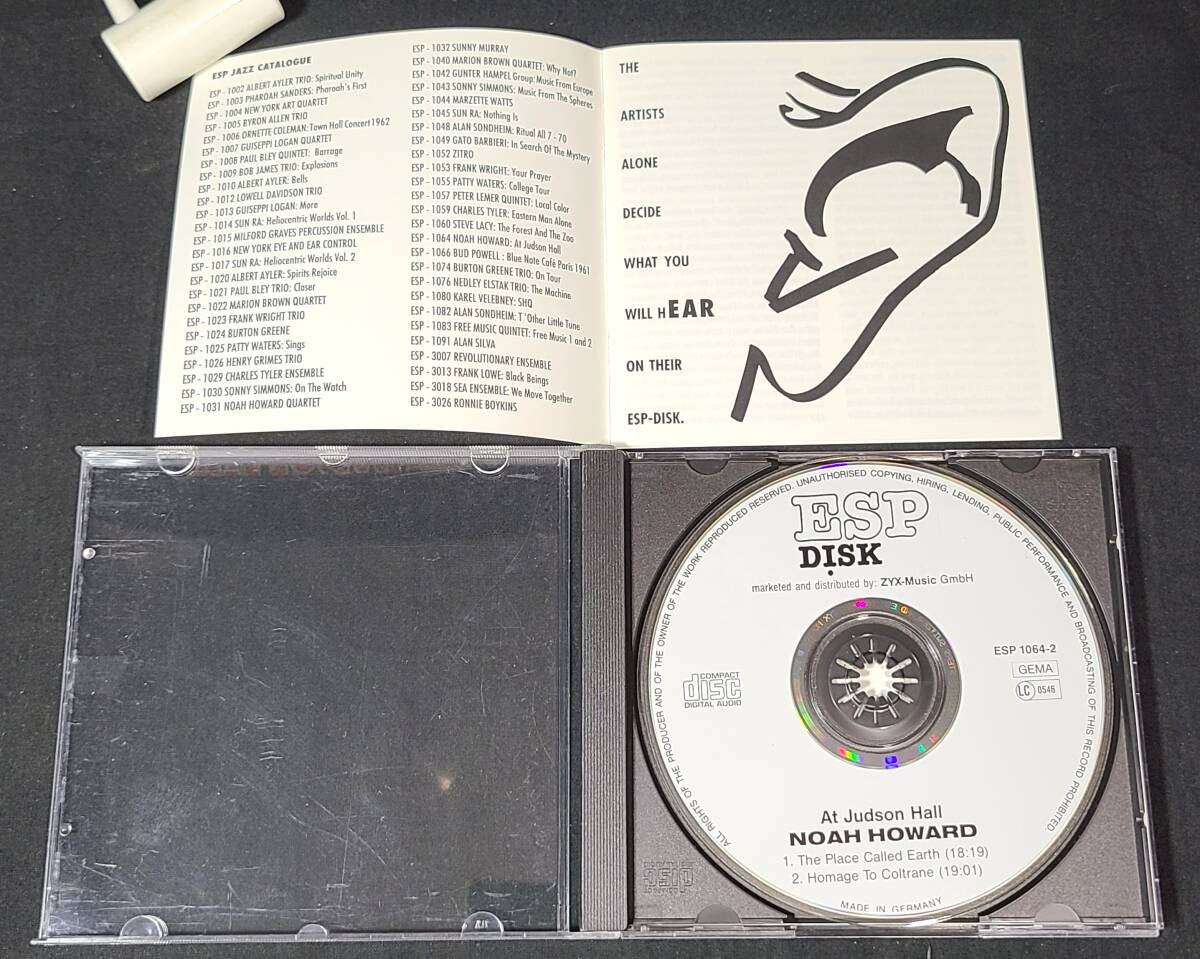 ESP JAZZ CATALOGUE
ESP - 1002 ALBERT AYLER TRIO: Spiritual Unity
ESP - 1003 PHAROAH SANDERS: Pharoah's First
ESP - 1004 NEW YORK ART QUARTET
ESP - 1005 BYRON ALLEN TRIO
ESP - 1006 ORNETTE COLEMAN: Town Hall Concert1962
ESP - 1007 GUISEPPI LOGAN QUARTET
ESP - 1008 PAUL BLEY QUINTET: Barrage
ESP - 1009 BOB JAMES TRIO: Explosions
ESP - 1010 ALBERT AYLER: Bells
ESP - 1012 LOWELL DAVIDSON TRIO
ESP - 1013 GUISEPPI LOGAN: More
ESP - 1014 SUN RA: Heliocentric Worlds Vol. 1
ESP - 1015 MILFORD GRAVES PERCUSSION ENSEMBLE
ESP - 1016 NEW YORK EYE AND EAR CONTROL
ESP - 1017 SUN RA: Heliocentric Worlds Vol. 2
ESP - 1020 ALBERT AYLER: Spirits Rejoice
ESP - 1021 PAUL BLEY TRIO: Closer
ESP - 1022 MARION BROWN QUARTET
ESP - 1023 FRANK WRIGHT TRIO
ESP - 1024 BURTON GREENE
ESP - 1025 PATTY WATERS: Sings
ESP - 1026 HENRY GRIMES TRIO
ESP - 1029 CHARLES TYLER ENSEMBLE
ESP - 1030 SONNY SIMMONS: On The Watch
ESP - 1031 NOAH HOWARD QUARTET
ESP - 1032 SUNNY MURRAY
ESP - 1040 MARION BROWN QUARTET: Why Not?
ESP - 1042 GUNTER HAMPEL Group: Music From Europe
ESP - 1043 SONNY SIMMONS: Music From The Spheres
ESP - 1044 MARZETTE WATTS
ESP - 1045 SUN RA: Nothing Is
ESP - 1048 ALAN SONDHEIM: Ritual All 7 - 70
ESP - 1049 GATO BARBIERI: In Search Of The Mystery
ESP - 1052 ZITRO
ESP - 1053 FRANK WRIGHT: Your Prayer
ESP - 1055 PATTY WATERS: College Tour
ESP - 1057 PETER LEMER QUINTET: Local Color
ESP - 1059 CHARLES TYLER: Eastern Man Alone
ESP - 1060 STEVE LACY: The Forest And The Zoo
ESP - 1064 NOAH HOWARD: At Judson Hall
ESP - 1066 BUD POWELL : Blue Note Café Paris 1961
ESP - 1074 BURTON GREENE TRIO: On Tour
ESP - 1076 NEDLEY ELSTAK TRIO: The Machine
ESP - 1080 KAREL VELEBNEY: SHQ
ESP - 1082 ALAN SONDHEIM: T 'Other Little Tune
ESP - 1083 FREE MUSIC QUINTET: Free Music 1 and 2
ESP - 1091 ALAN SILVA
ESP - 3007 REVOLUTIONARY ENSEMBLE
ESP - 3013 FRANK LOWE: Black Beings
ESP - 3018 SEA ENSEMBLE: We Move Together
ESP - 3026 RONNIE BOYKINS
THE
ARTISTS
ALONE
DECIDE
WHAT YOU
WILL HEAR
ON THEIR
ESP-DISK.
ALL RIGHTS OF THE PRODUCER AND OF THE OWNER OF THE WORK REPRODUCED RESERVED. UNAUTHORISED COPYING, HIRING, LENDING, PUBLIC PERFORMANCE AND BROADCASTING OF THIS RECORD PROHIBITED.
ESP
DISK
marketed and distributed by: ZYX-Music GmbH
ESP 1064-2
GEMA
LC 0546
COMPACT
disc
DIGITAL AUDIO
At Judson Hall
NOAH HOWARD
1. The Place Called Earth (18:19)
2. Homage To Coltrane (19:01)
MADE IN GERMANY